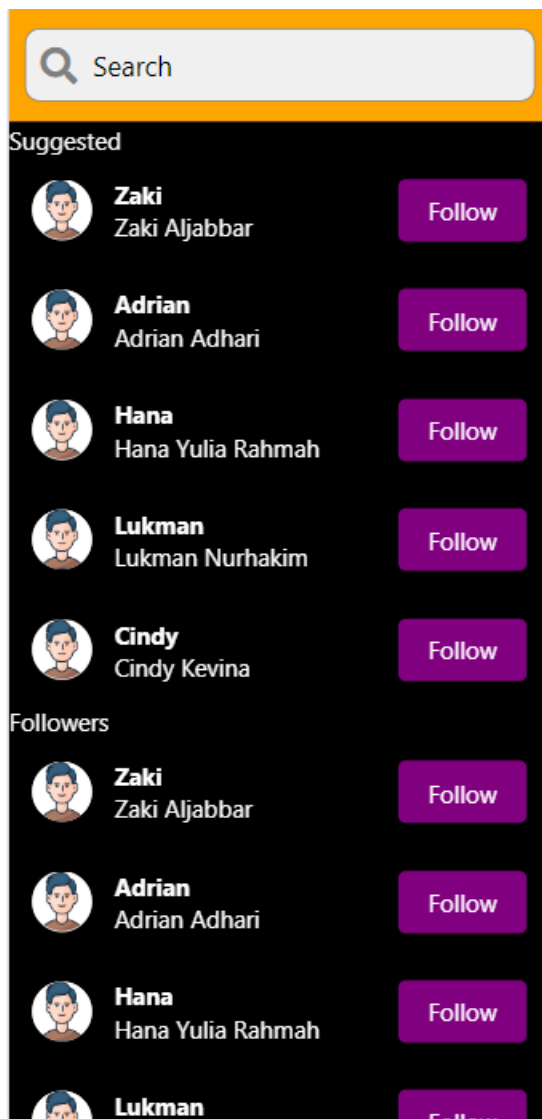 Search
Suggested
Zaki
Zaki Aljabbar
Follow
Adrian
Adrian Adhari
Follow
Hana
Hana Yulia Rahmah
Follow
Lukman
Lukman Nurhakim
Follow
Cindy
Cindy Kevina
Follow
Followers
Zaki
Zaki Aljabbar
Follow
Adrian
Adrian Adhari
Follow
Hana
Hana Yulia Rahmah
Follow
Lukman
Follow